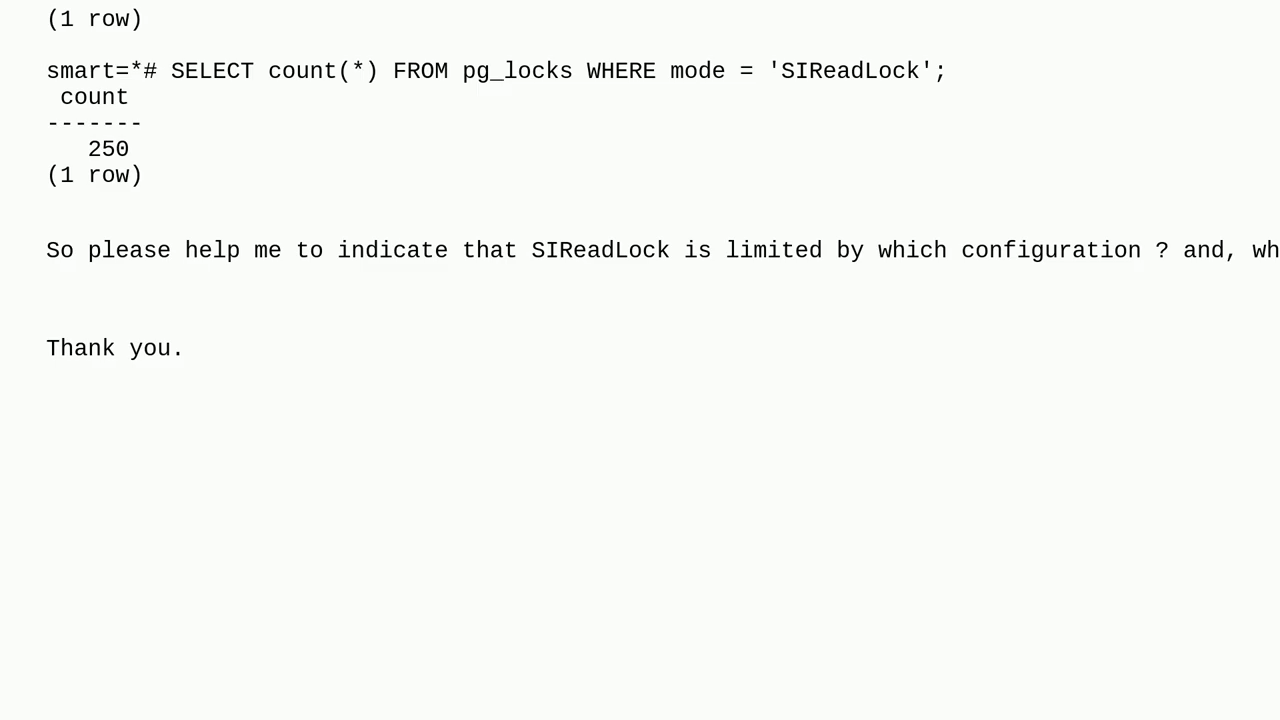 (1 row)
smart=*# SELECT count(*) FROM pg_locks WHERE mode = 'SIReadLock';
count
-------
250
(1 row)
So please help me to indicate that SIReadLock is limited by which configuration ? and,
Thank you.